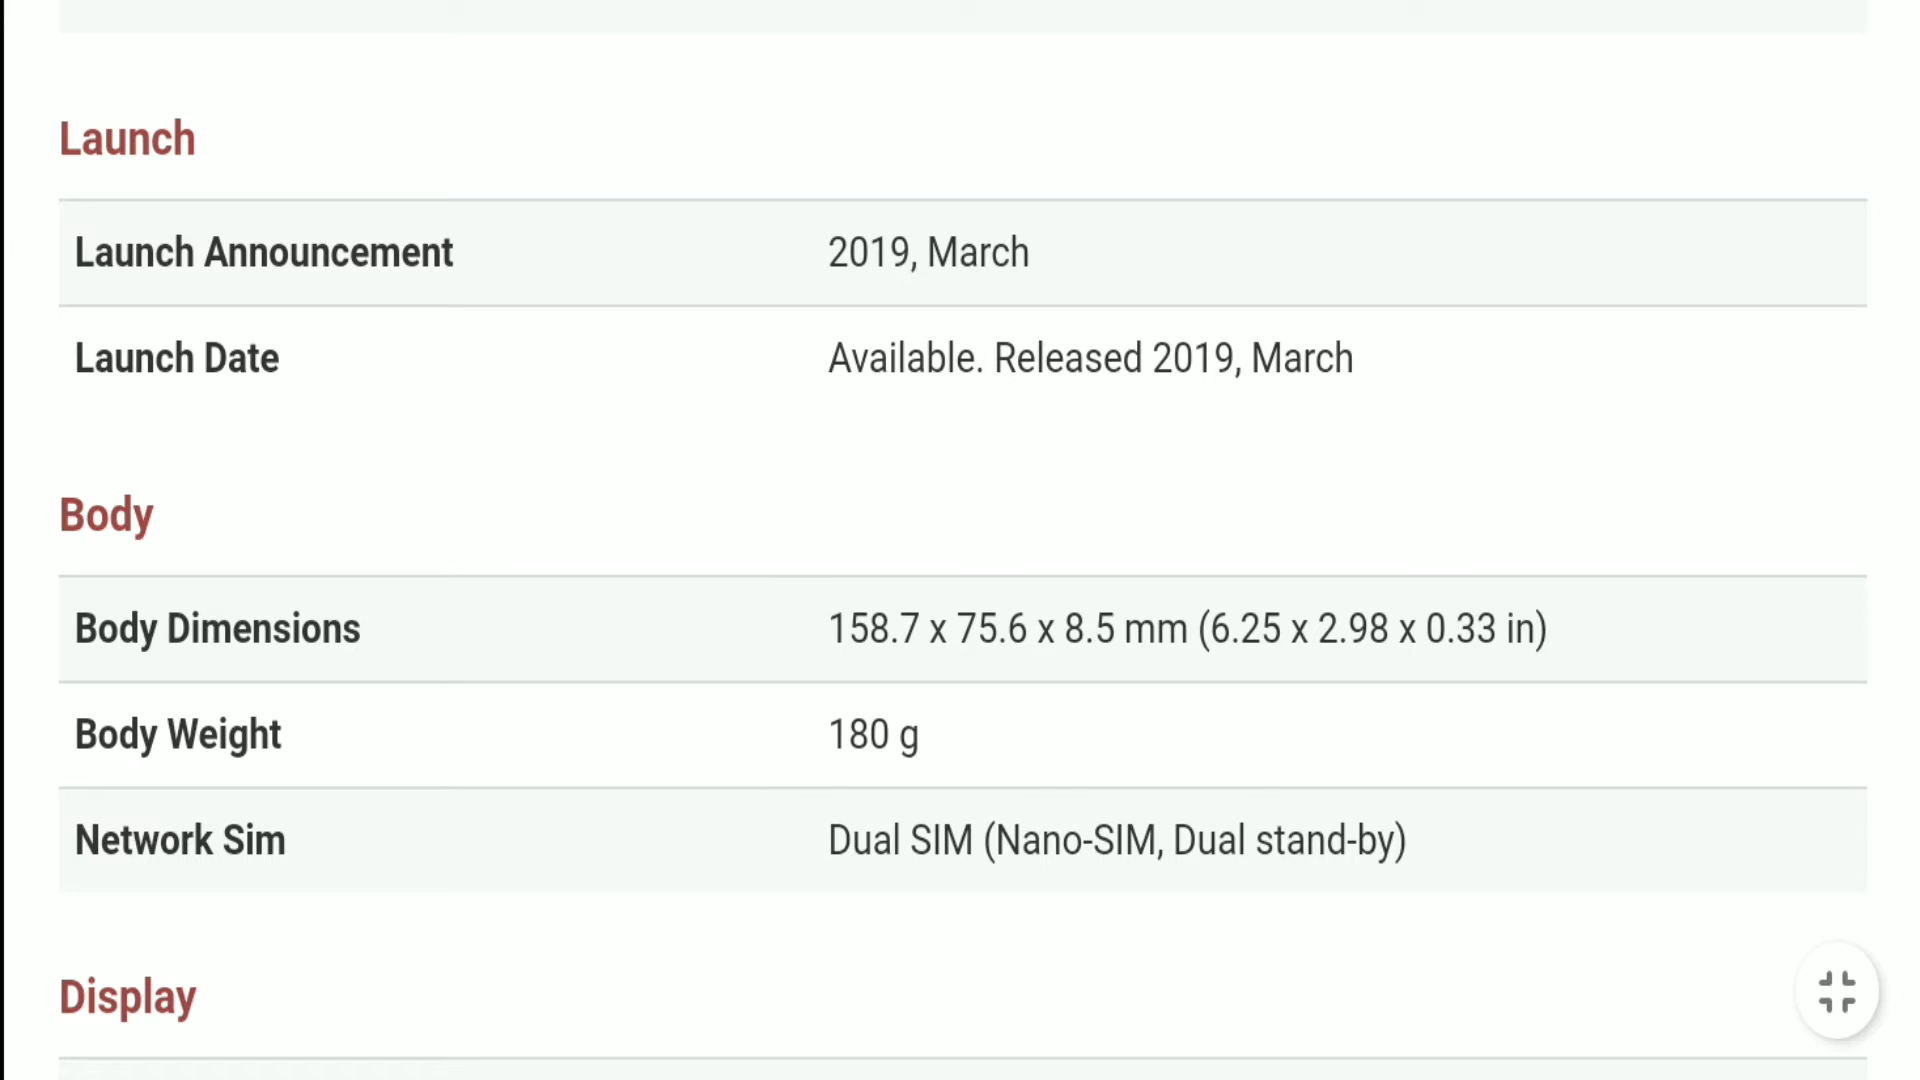 Launch
Launch Announcement 2019, March
Launch Date Available. Released 2019, March
Body
Body Dimensions 158.7 x 75.6 x 8.5 mm (6.25 x 2.98 x 0.33 in)
Body Weight 180 g
Network Sim Dual SIM (Nano-SIM, Dual stand-by)
Display